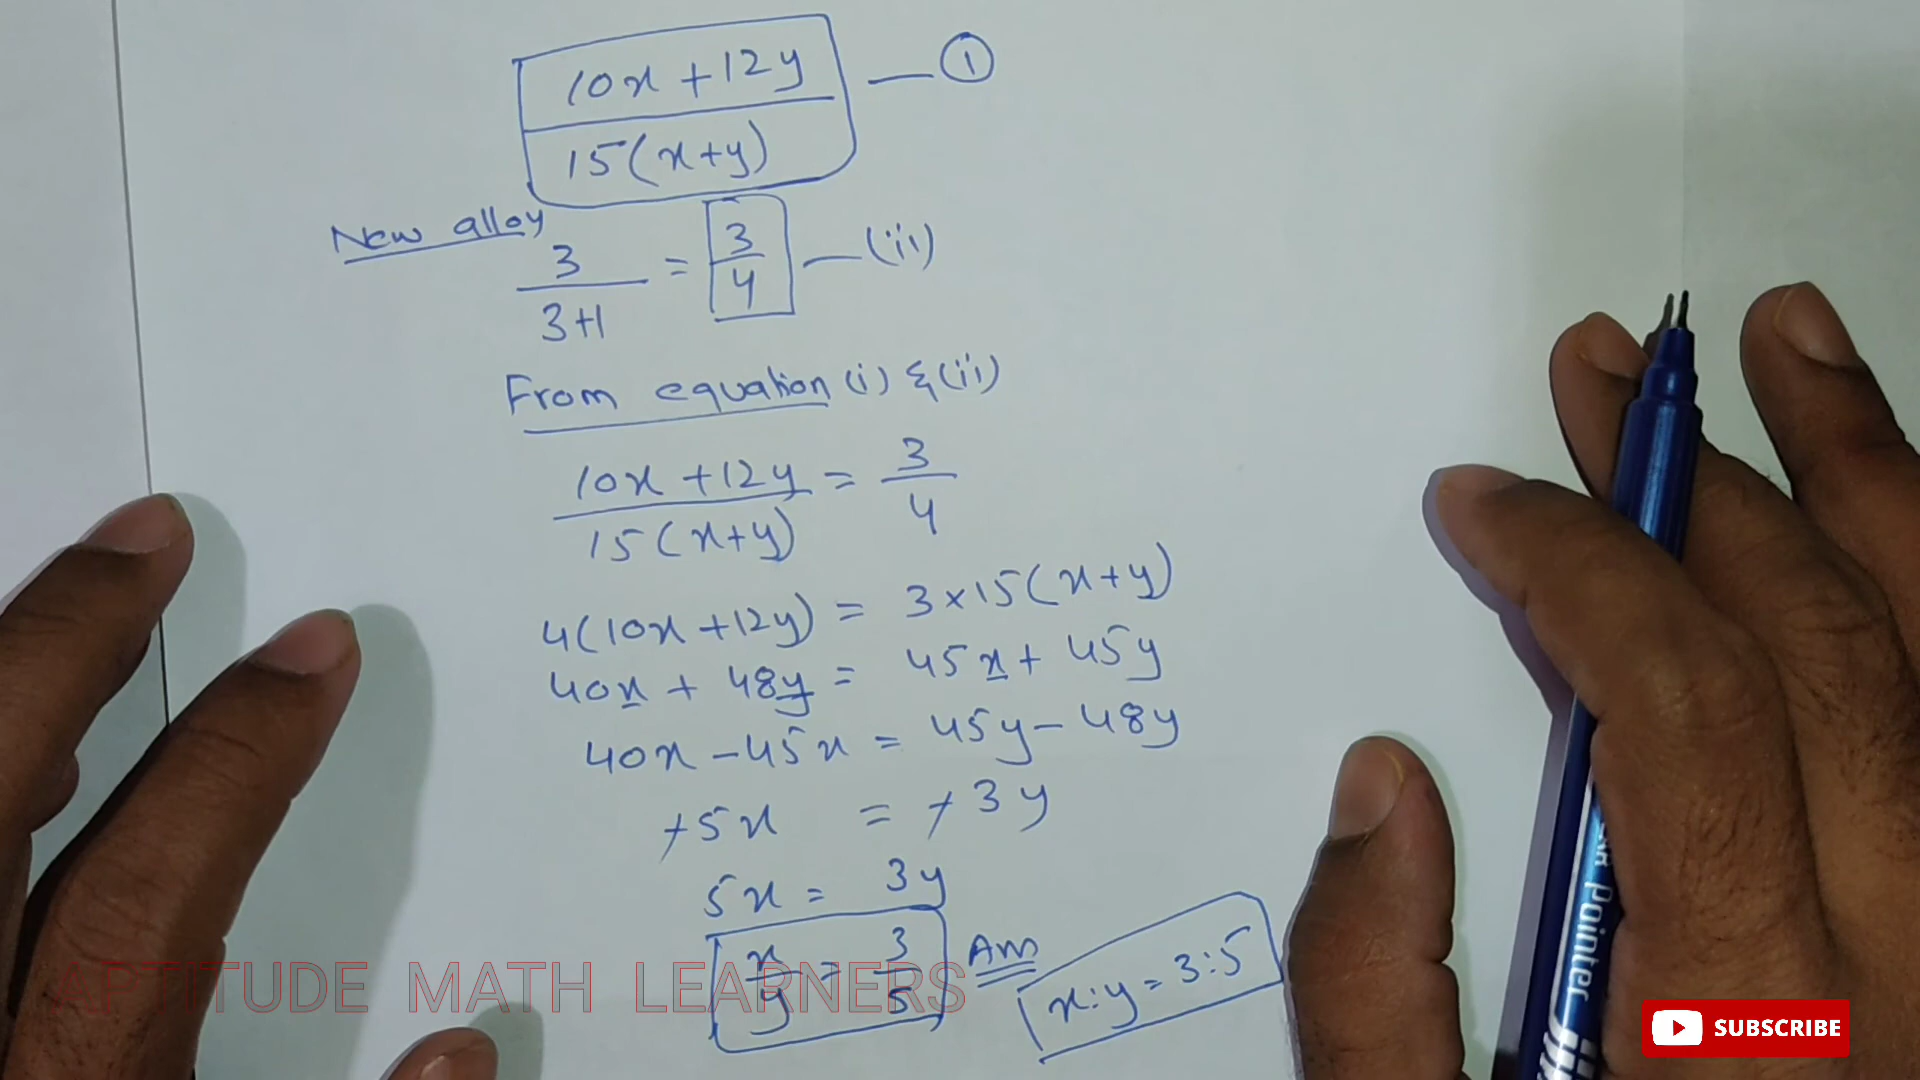 10x + 12y / 15(x+y) — ①
New alloy
3 / 3+1 = 3 / 4 — (ii)
From equation (i) & (ii)
10x + 12y / 15(x+y) = 3 / 4
4(10x + 12y) = 3×15(x+y)
40x + 48y = 45x + 45y
40x - 45x = 45y - 48y
+5x = +3y
5x = 3y
x / y = 3 / 5 Ans x:y = 3:5
APTITUDE MATH LEARNERS
Pointer
SUBSCRIBE